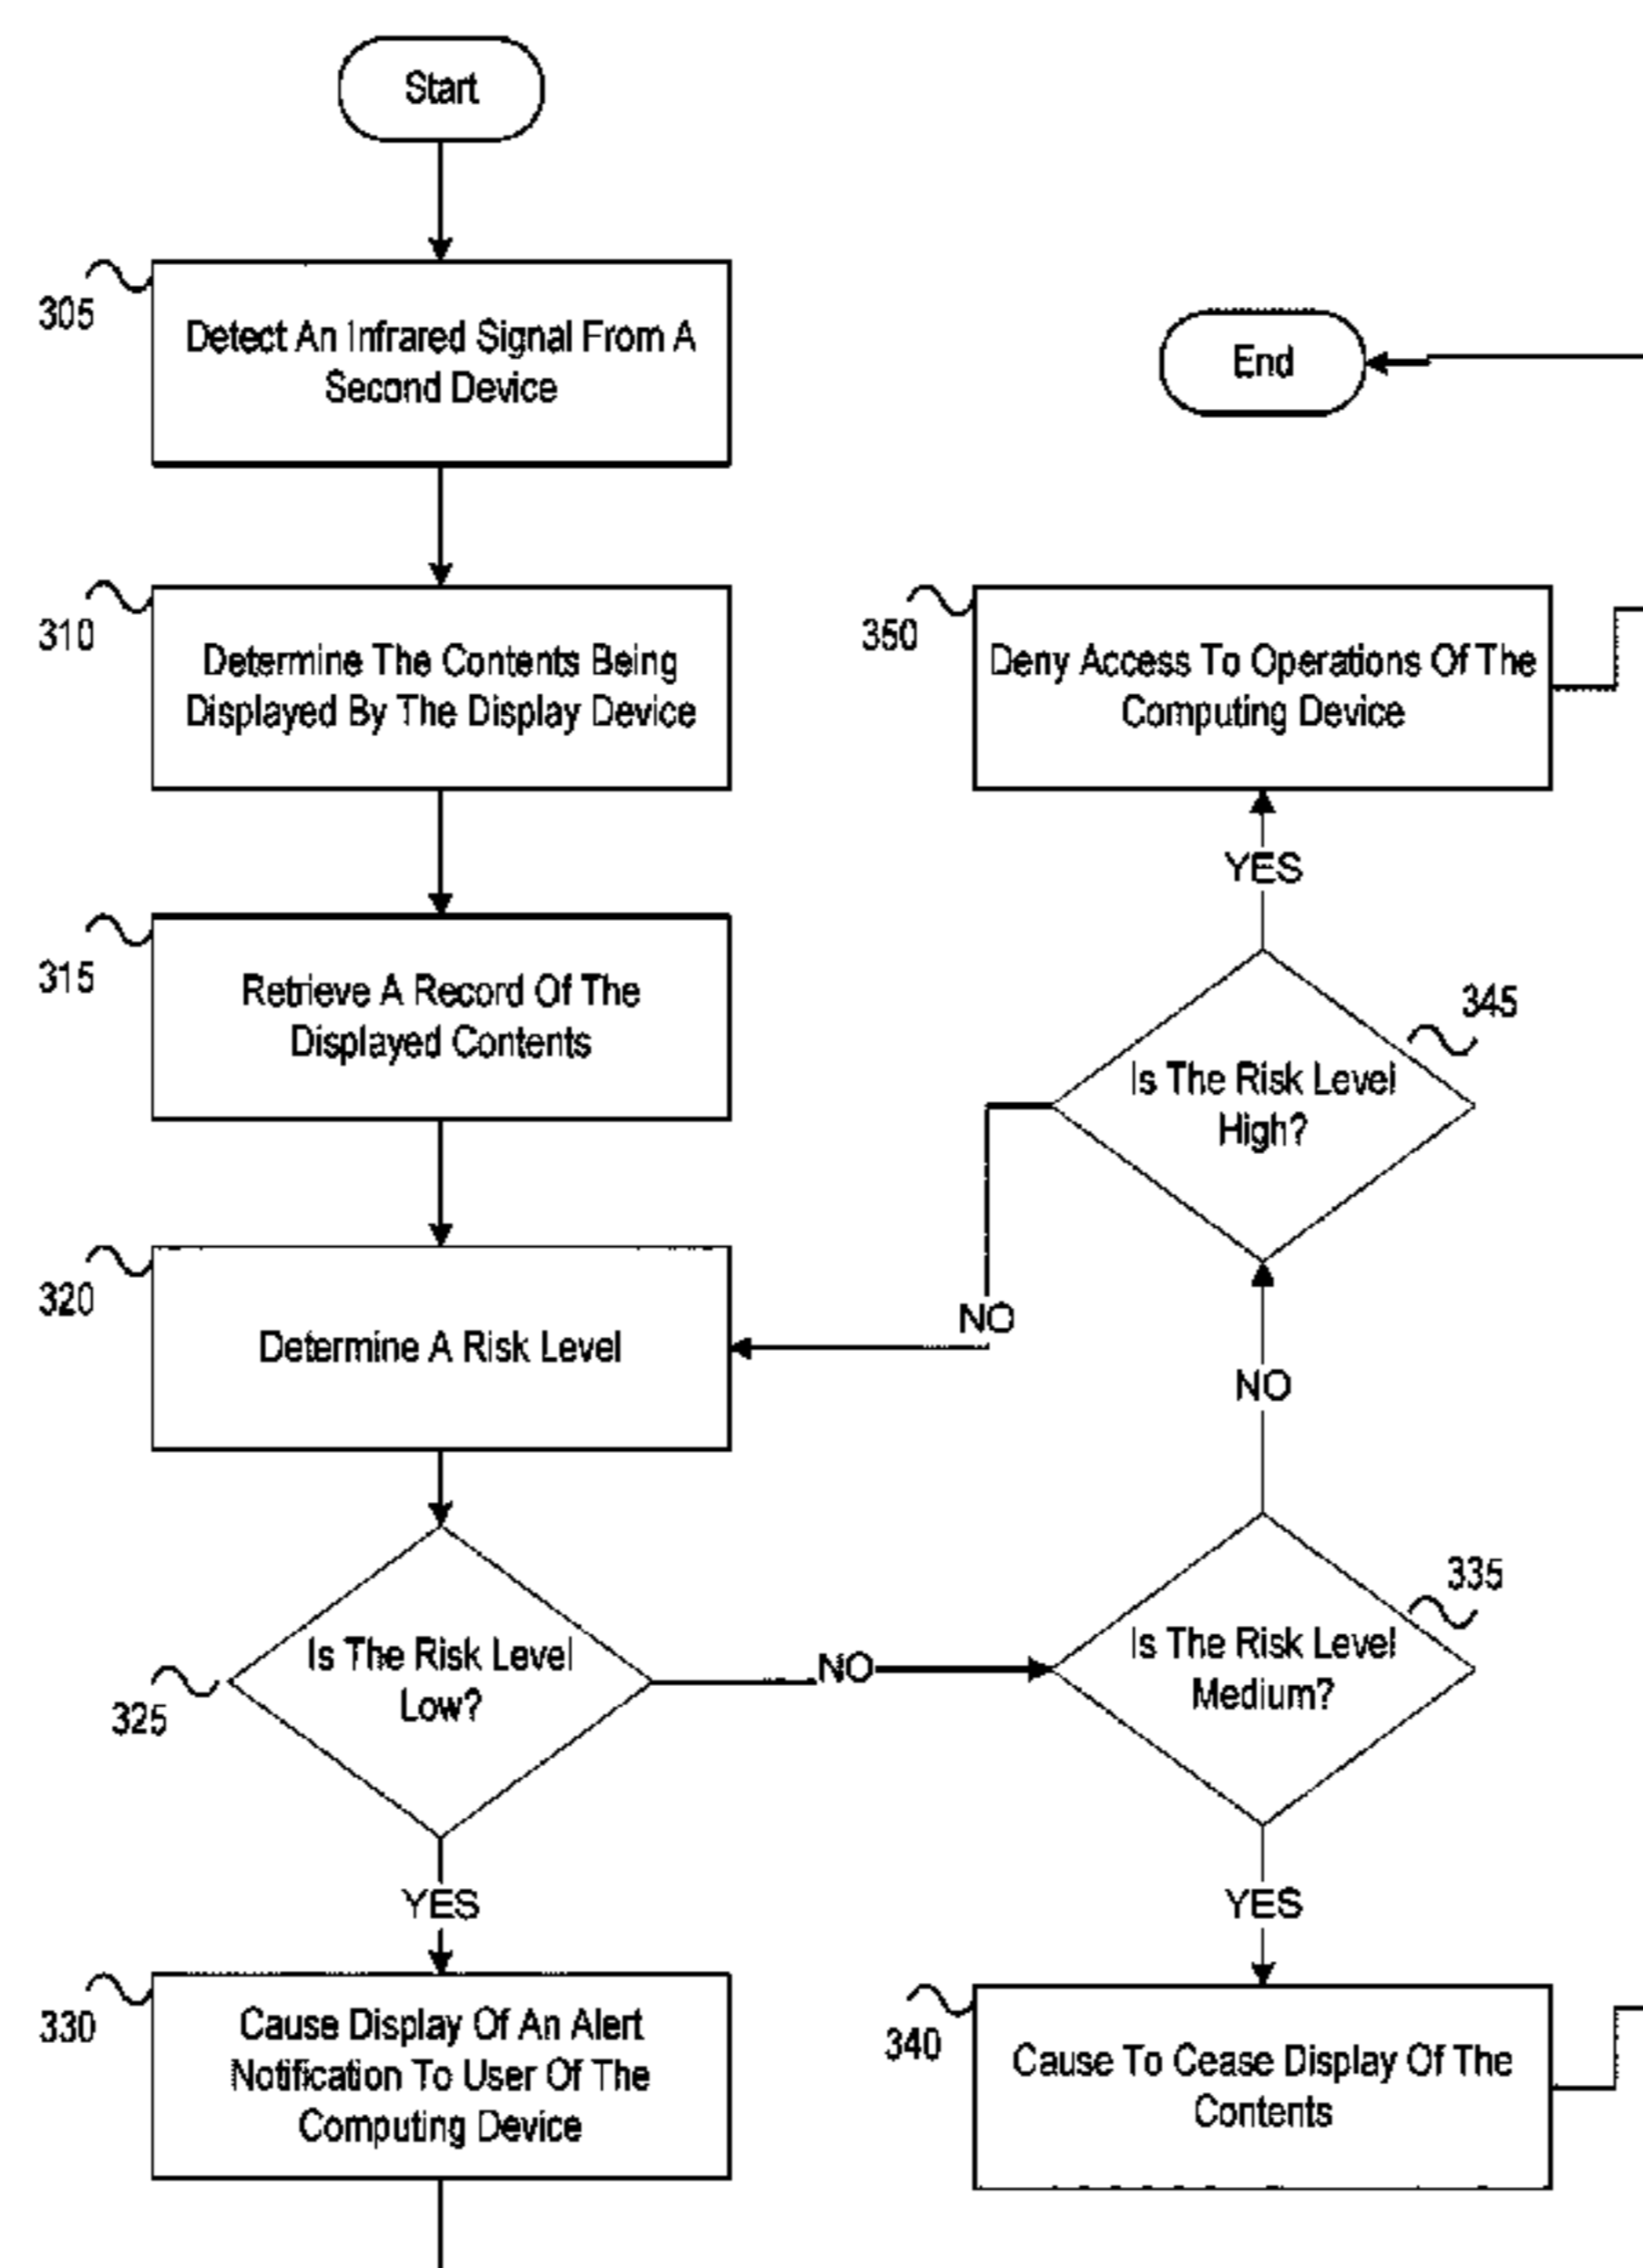 Start
305
Detect An Infrared Signal From A
Second Device
310
Determine The Contents Being
Displayed By The Display Device
315
Retrieve A Record Of The
Displayed Contents
320
Determine A Risk Level
325
Is The Risk Level
Low?
NO
YES
330
Cause Display Of An Alert
Notification To User Of The
Computing Device
335
Is The Risk Level
Medium?
YES
340
Cause To Cease Display Of The
Contents
NO
345
Is The Risk Level
High?
NO
YES
350
Deny Access To Operations Of The
Computing Device
End